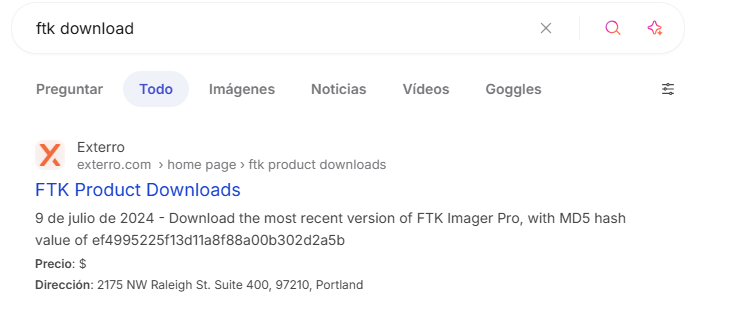 ftk download
Preguntar Todo Imágenes Noticias Vídeos Goggles
Exterro
exterro.com › home page › ftk product downloads
FTK Product Downloads
9 de julio de 2024 - Download the most recent version of FTK Imager Pro, with MD5 hash
value of ef4995225f13d11a8f88a00b302d2a5b
Precio: $
Dirección: 2175 NW Raleigh St. Suite 400, 97210, Portland